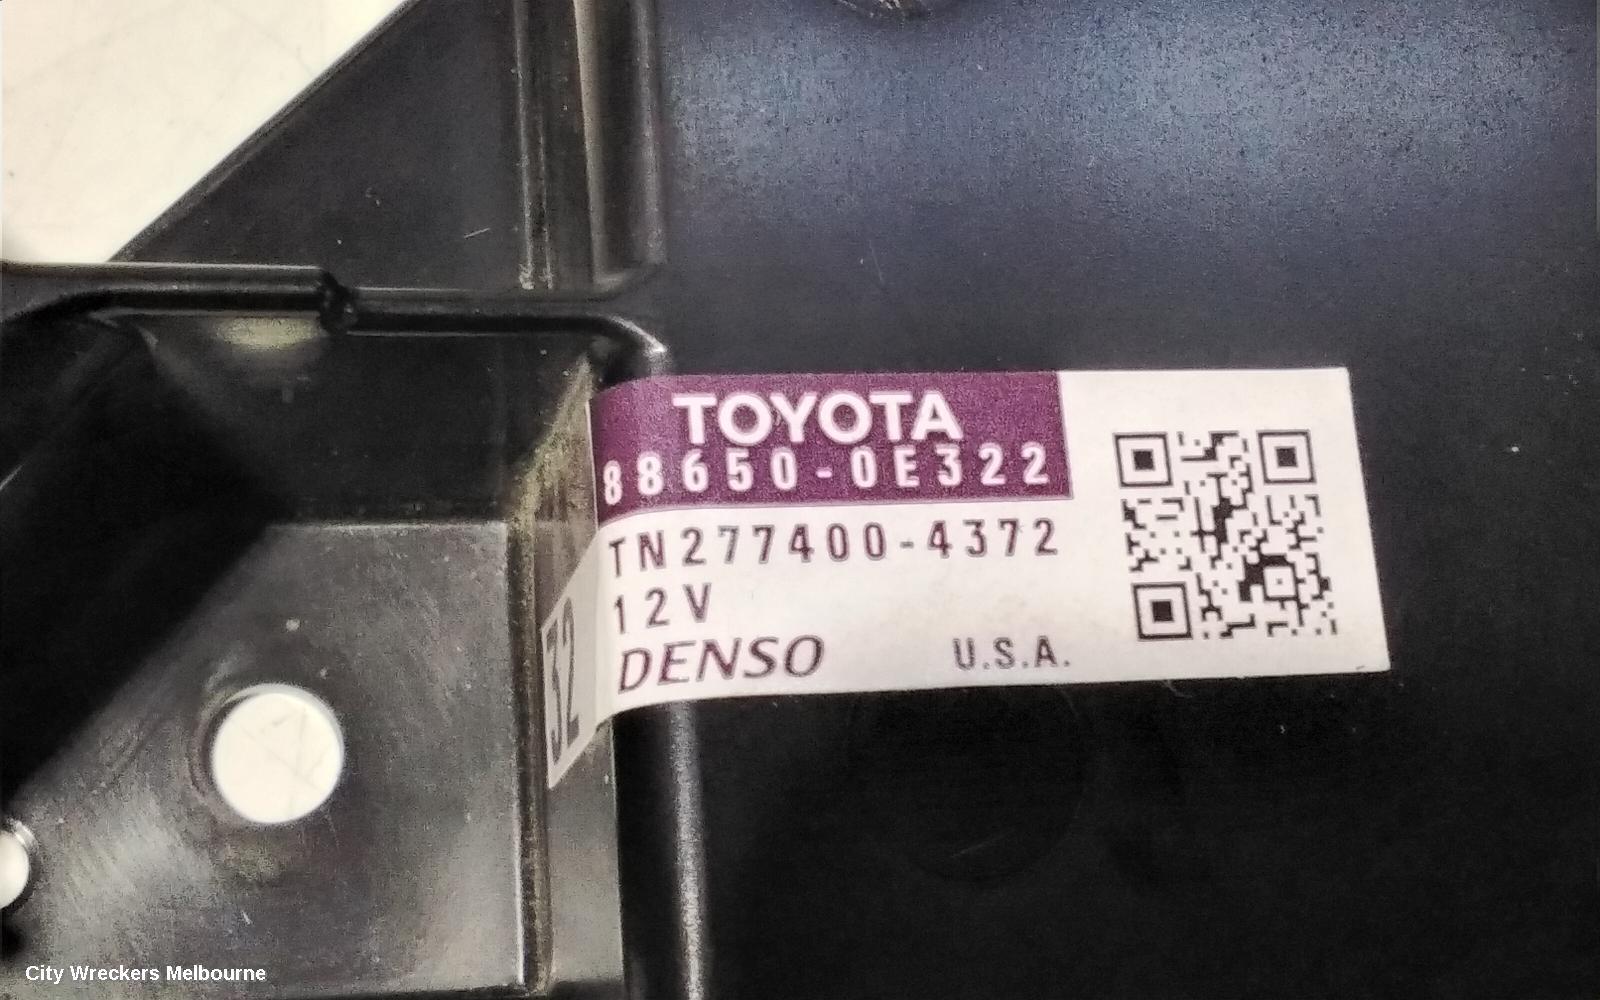 TOYOTA
88650-0E322
TN277400-4372
12V
DENSO U.S.A.
32
City Wreckers Melbourne